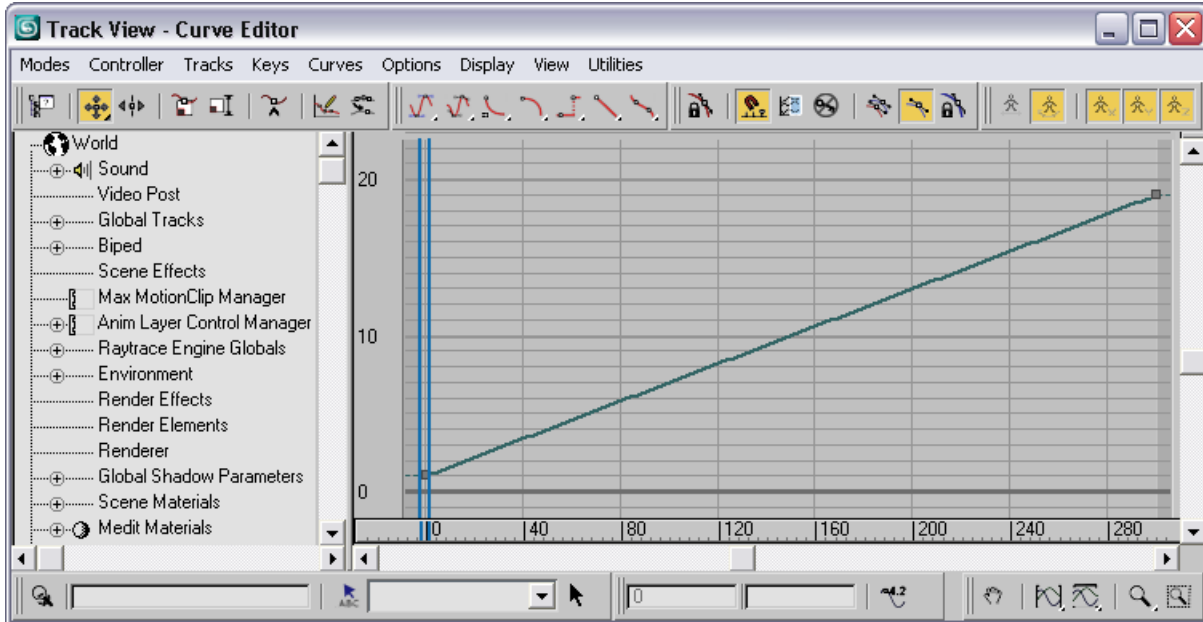 Track View - Curve Editor
Modes Controller Tracks Keys Curves Options Display View Utilities
World
Sound
Video Post
Global Tracks
Biped
Scene Effects
Max MotionClip Manager
Anim Layer Control Manager
Raytrace Engine Globals
Environment
Render Effects
Render Elements
Renderer
Global Shadow Parameters
Scene Materials
Medit Materials
20
10
0
0 40 80 120 160 200 240 280
ABC
0
4.2